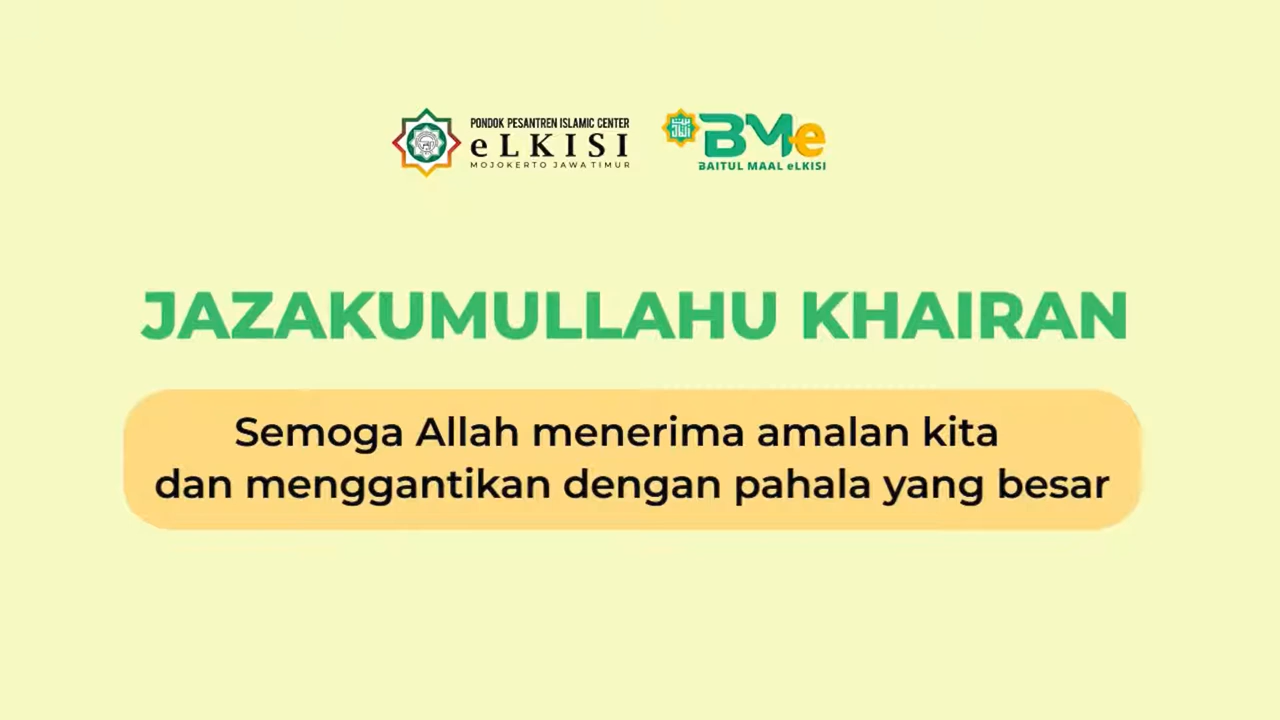 PONDOK PESANTREN ISLAMIC CENTER
eLKISI
MOJOKERTO JAWA TIMUR
BMe
BAITUL MAAL eLKISI
JAZAKUMULLAHU KHAIRAN
Semoga Allah menerima amalan kita
dan menggantikan dengan pahala yang besar